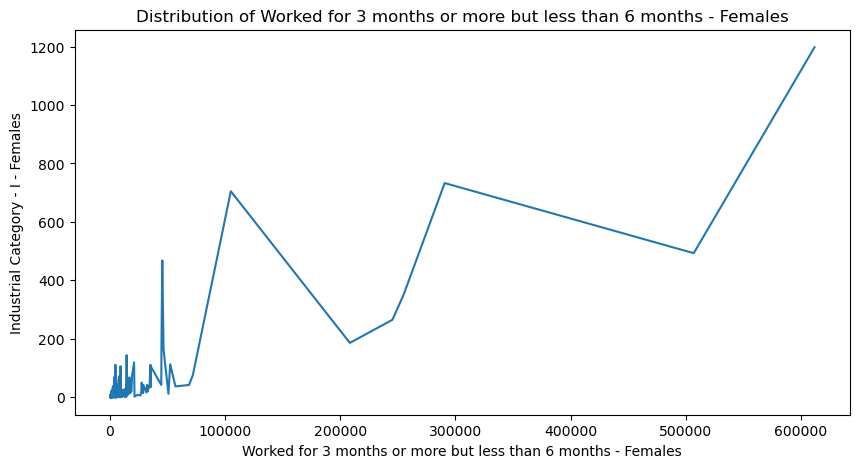 Distribution of Worked for 3 months or more but less than 6 months - Females
1200
1000
800
600
400
200
0
Industrial Category - I - Females
0 100000 200000 300000 400000 500000 600000
Worked for 3 months or more but less than 6 months - Females